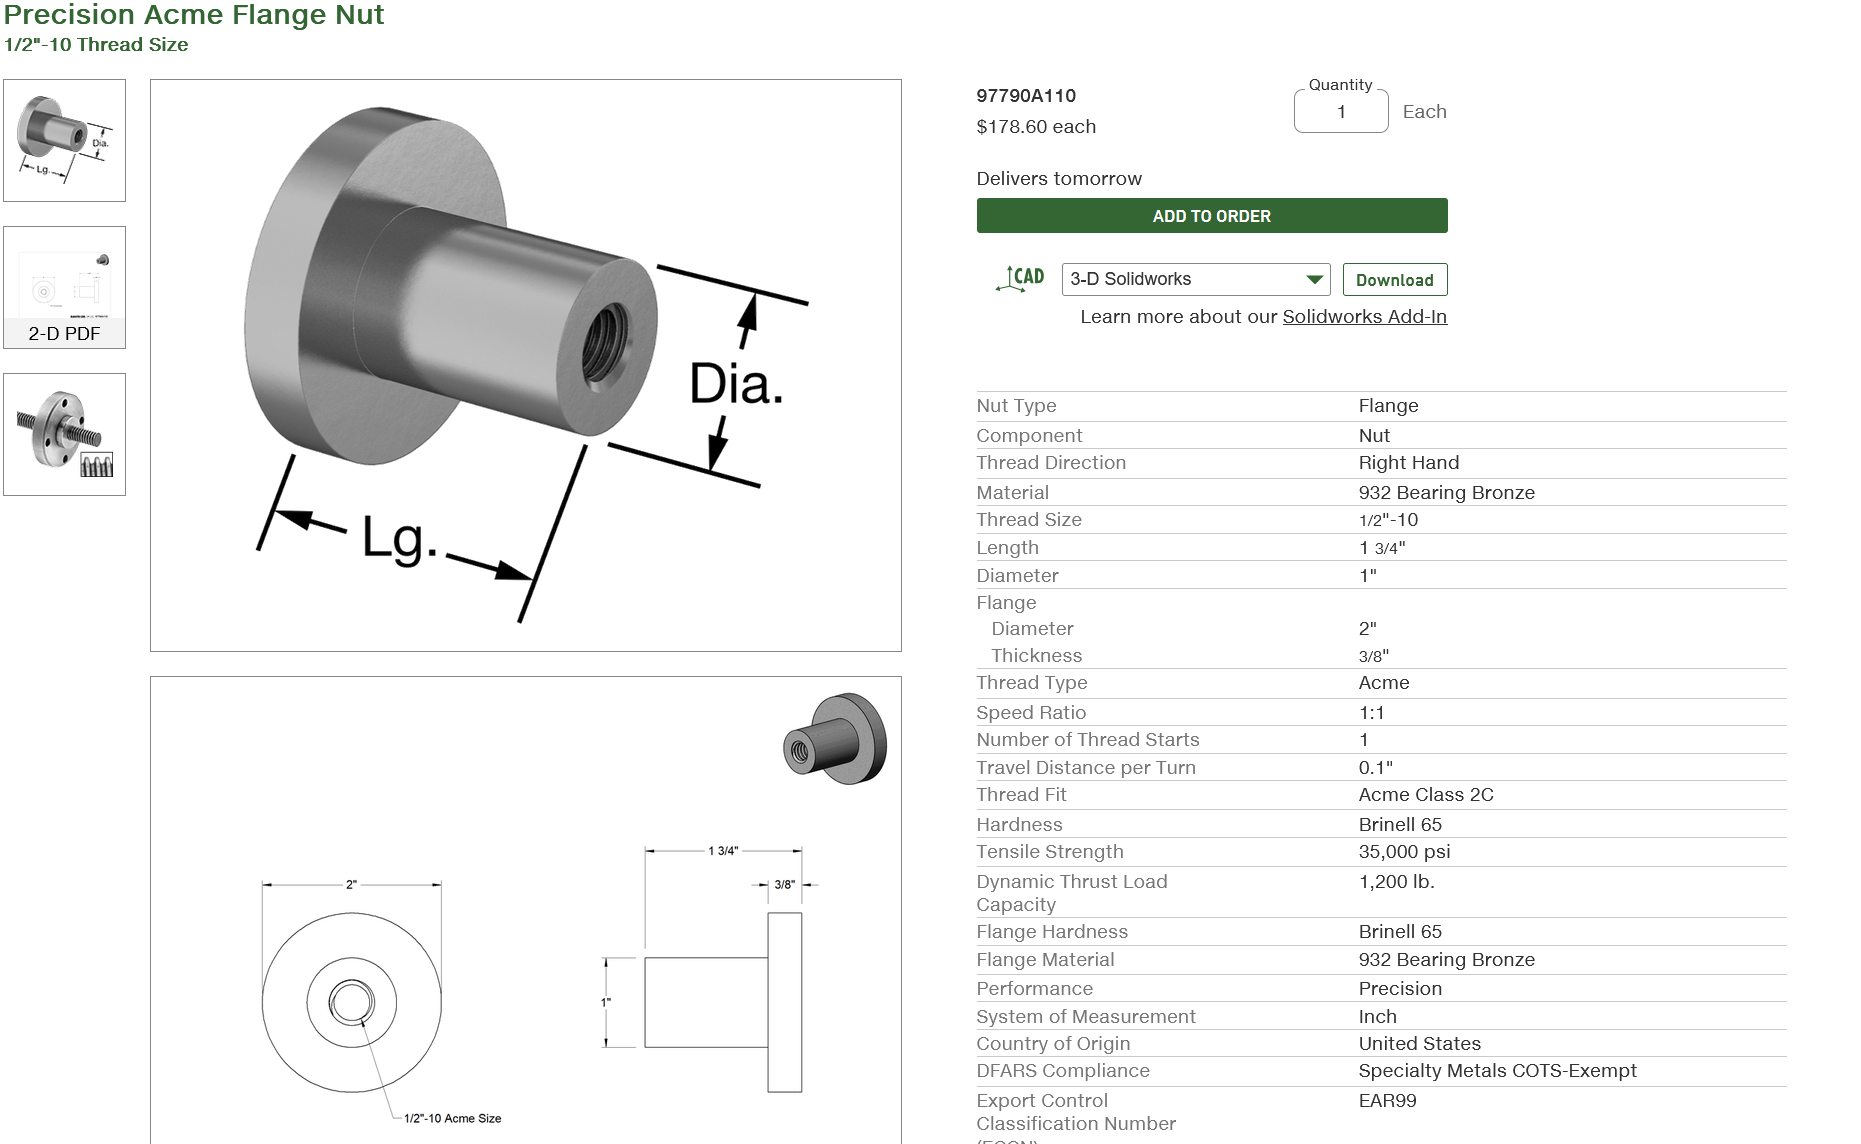 Precision Acme Flange Nut
1/2"-10 Thread Size
Dia.
Lg.
2-D PDF
Dia.
Lg.
97790A110
$178.60 each
Quantity
1
Each
Delivers tomorrow
ADD TO ORDER
CAD
3-D Solidworks
Download
Learn more about our Solidworks Add-In
Nut Type Flange
Component Nut
Thread Direction Right Hand
Material 932 Bearing Bronze
Thread Size 1/2"-10
Length 1 3/4"
Diameter 1"
Flange
Diameter 2"
Thickness 3/8"
Thread Type Acme
Speed Ratio 1:1
Number of Thread Starts 1
Travel Distance per Turn 0.1"
Thread Fit Acme Class 2C
Hardness Brinell 65
Tensile Strength 35,000 psi
Dynamic Thrust Load 1,200 lb.
Capacity
Flange Hardness Brinell 65
Flange Material 932 Bearing Bronze
Performance Precision
System of Measurement Inch
Country of Origin United States
DFARS Compliance Specialty Metals COTS-Exempt
Export Control EAR99
Classification Number
1 3/4"
2"
3/8"
1"
1/2"-10 Acme Size